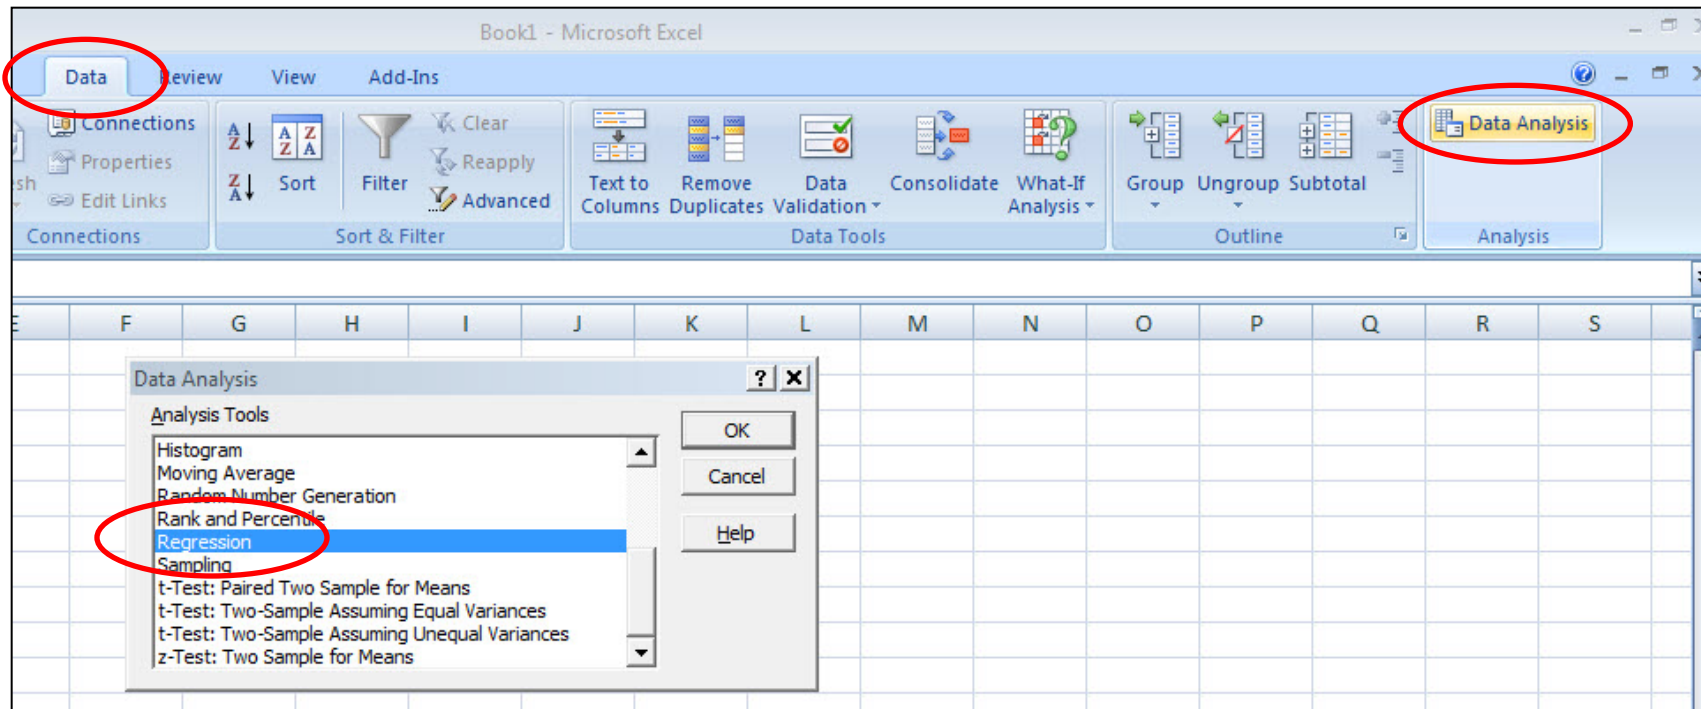 Book1 - Microsoft Excel
Data Review View Add-Ins
Connections
Properties
Edit Links
Connections
Sort
Filter
Clear
Reapply
Advanced
Sort & Filter
Text to
Columns
Remove
Duplicates
Data
Validation
Consolidate
What-If
Analysis
Data Tools
Group
Ungroup
Subtotal
Outline
Data Analysis
Analysis
F G H I J K L M N O P Q R S
Data Analysis
Analysis Tools
Histogram
Moving Average
Random Number Generation
Rank and Percentile
Regression
Sampling
t-Test: Paired Two Sample for Means
t-Test: Two-Sample Assuming Equal Variances
t-Test: Two-Sample Assuming Unequal Variances
z-Test: Two Sample for Means
OK
Cancel
Help